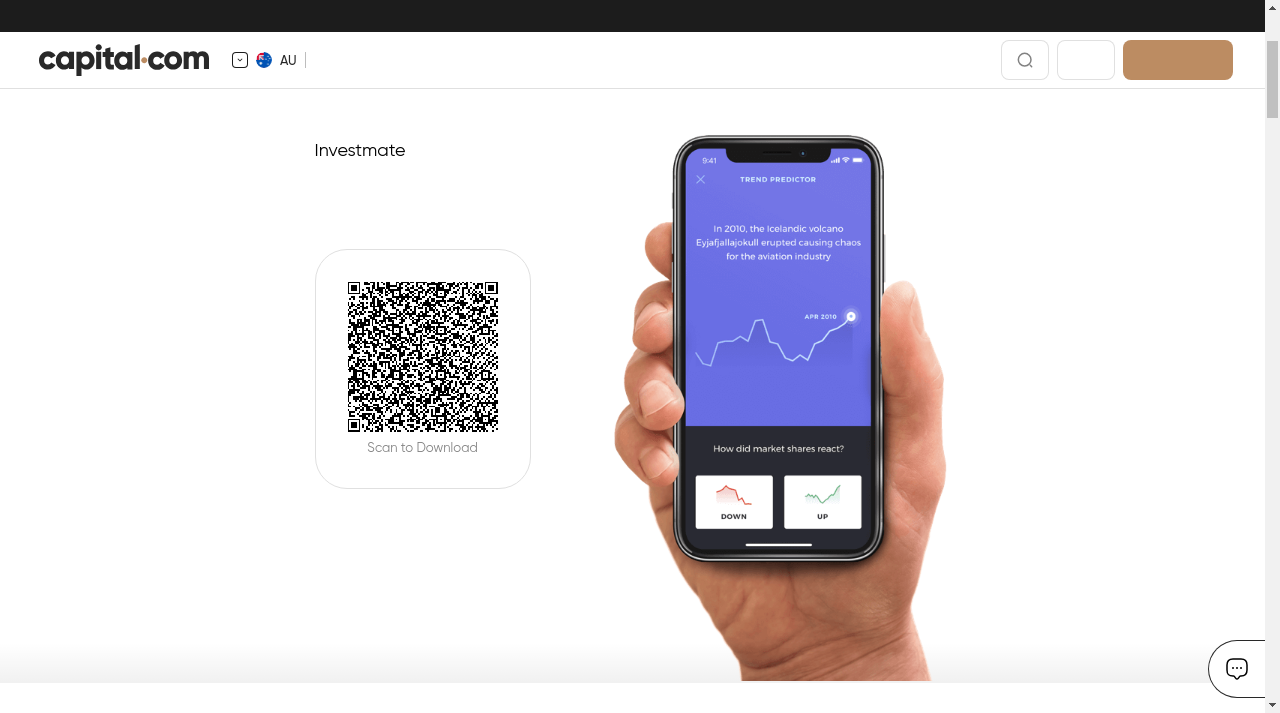 capital.com
AU
Investmate
Scan to Download
9:41
TREND PREDICTOR
In 2010, the Icelandic volcano
Eyjafjallajokull erupted causing chaos
for the aviation industry
APR 2010
How did market shares react?
DOWN
UP